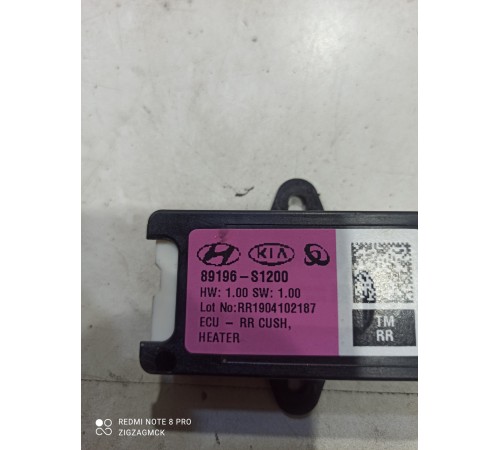 KIA
89196-S1200
HW: 1.00 SW: 1.00
Lot No:RR1904102187
ECU - RR CUSH,
HEATER
TM
RR
REDMI NOTE 8 PRO
ZIGZAGMCK